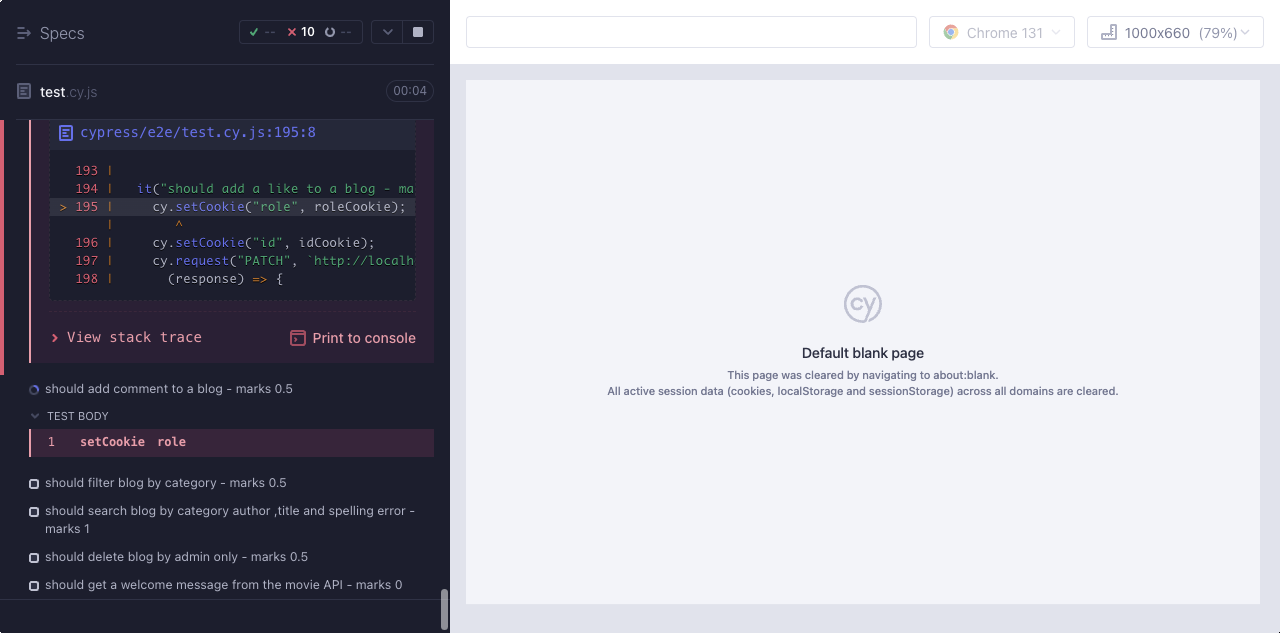 Specs
-- 10 --
test.cy.js 00:04
cypress/e2e/test.cy.js:195:8
193 |
194 | it("should add a like to a blog - ma
> 195 | cy.setCookie("role", roleCookie);
| ^
196 | cy.setCookie("id", idCookie);
197 | cy.request("PATCH", `http://localh
198 | (response) => {
View stack trace
Print to console
should add comment to a blog - marks 0.5
TEST BODY
1 setCookie role
should filter blog by category - marks 0.5
should search blog by category author ,title and spelling error -
marks 1
should delete blog by admin only - marks 0.5
should get a welcome message from the movie API - marks 0
Chrome 131
1000x660 (79%)
cy
Default blank page
This page was cleared by navigating to about:blank.
All active session data (cookies, localStorage and sessionStorage) across all domains are cleared.